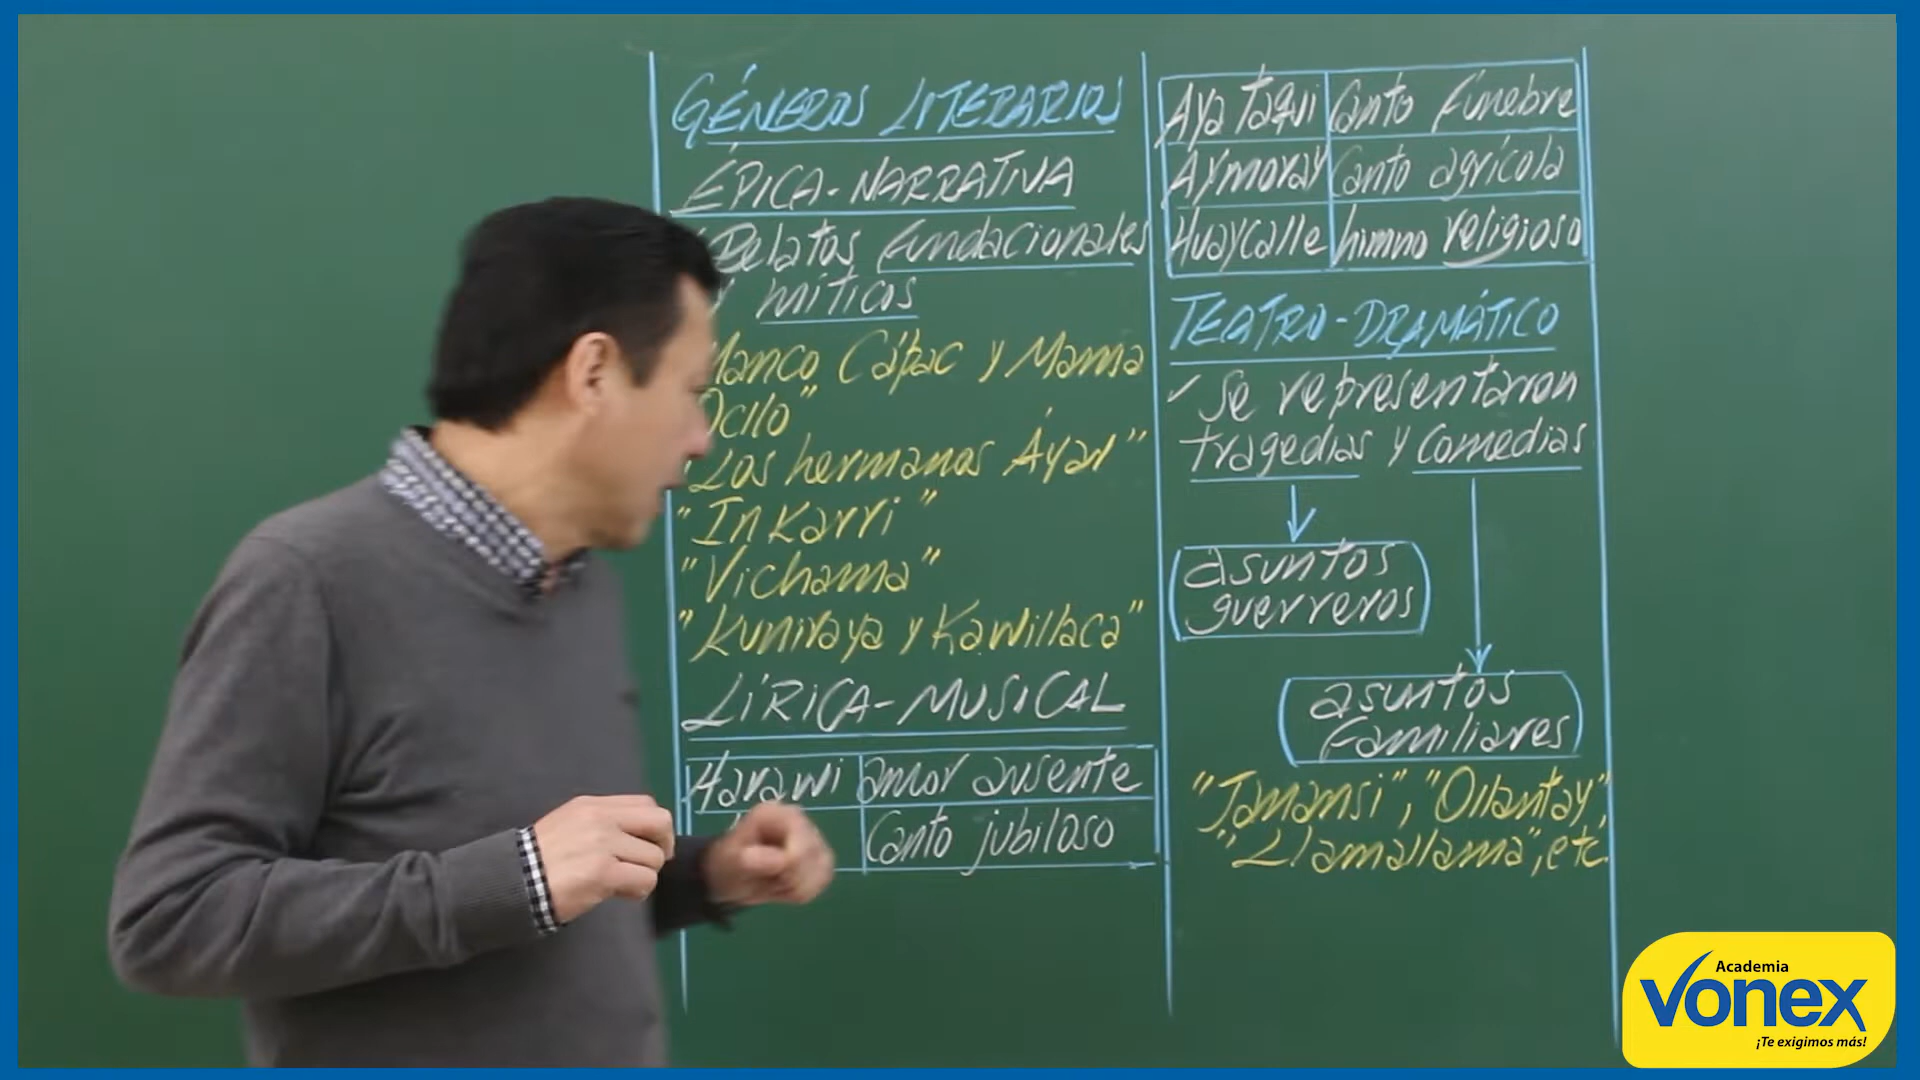 GÉNEROS LITERARIOS
ÉPICA-NARRATIVA
Relatos fundacionales
y míticos
Manco Cápac y Mama
Ocllo"
"Los hermanos Áyar"
"Inkarri"
"Vichama"
"Kuniraya y Kawillaca"
LÍRICA-MUSICAL
Harawi amor ausente
Canto jubiloso
Aya Taqui Canto fúnebre
Aymoray Canto agrícola
Huaycalle himno religioso
TEATRO-DRAMÁTICO
✓ Se representaron
tragedias y comedias
asuntos
guerreros
asuntos
familiares
"Jamansi", "Ollantay",
"Llamallama", etc.
Academia
vonex
¡Te exigimos más!